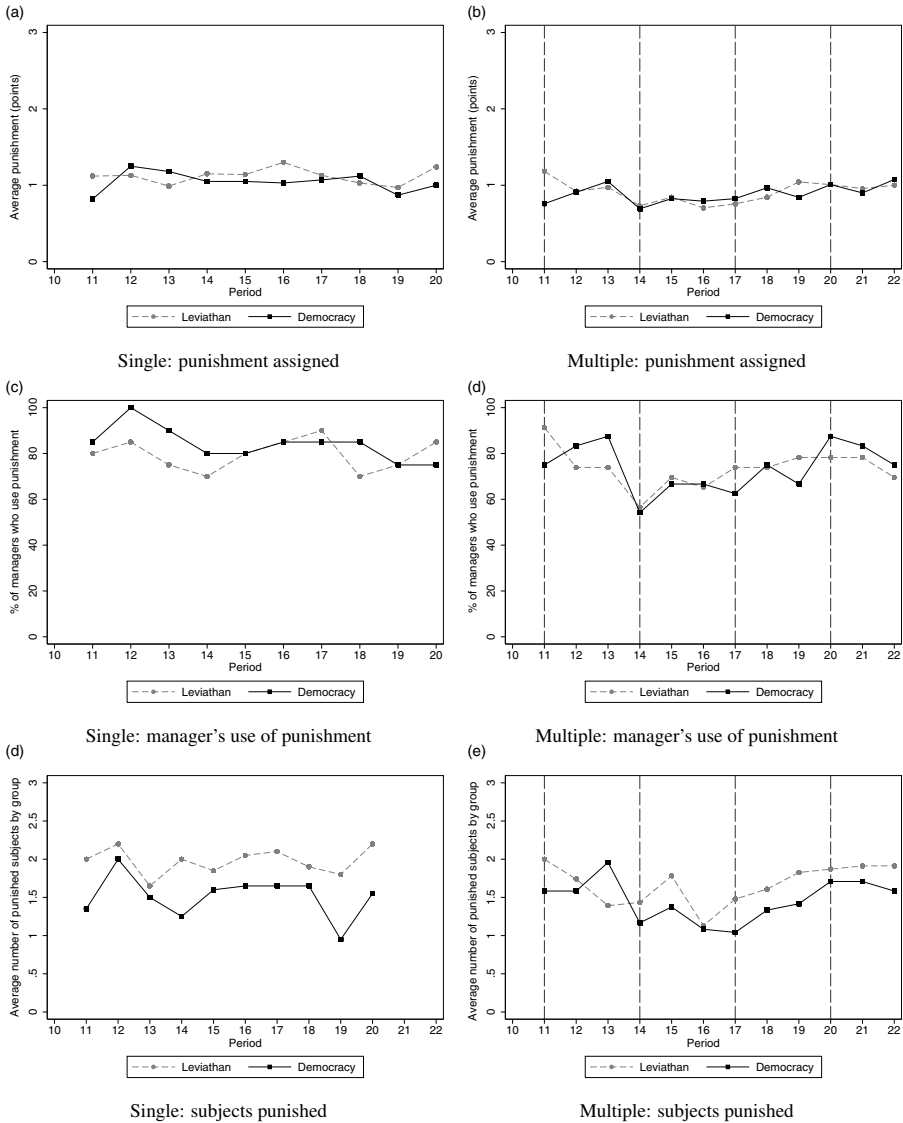 (a)
Average punishment (points)
0 1 2 3
10 11 12 13 14 15 16 17 18 19 20
Period
Leviathan Democracy
Single: punishment assigned
(b)
Average punishment (points)
0 1 2 3
10 11 12 13 14 15 16 17 18 19 20 21 22
Period
Leviathan Democracy
Multiple: punishment assigned
(c)
% of managers who use punishment
0 20 40 60 80 100
10 11 12 13 14 15 16 17 18 19 20
Period
Leviathan Democracy
Single: manager's use of punishment
(d)
% of managers who use punishment
0 20 40 60 80 100
10 11 12 13 14 15 16 17 18 19 20 21 22
Period
Leviathan Democracy
Multiple: manager's use of punishment
(d)
Average number of punished subjects by group
0 .5 1 1.5 2 2.5 3
10 11 12 13 14 15 16 17 18 19 20 21 22
Period
Leviathan Democracy
Single: subjects punished
(e)
Average number of punished subjects by group
0 .5 1 1.5 2 2.5 3
10 11 12 13 14 15 16 17 18 19 20 21 22
Period
Leviathan Democracy
Multiple: subjects punished